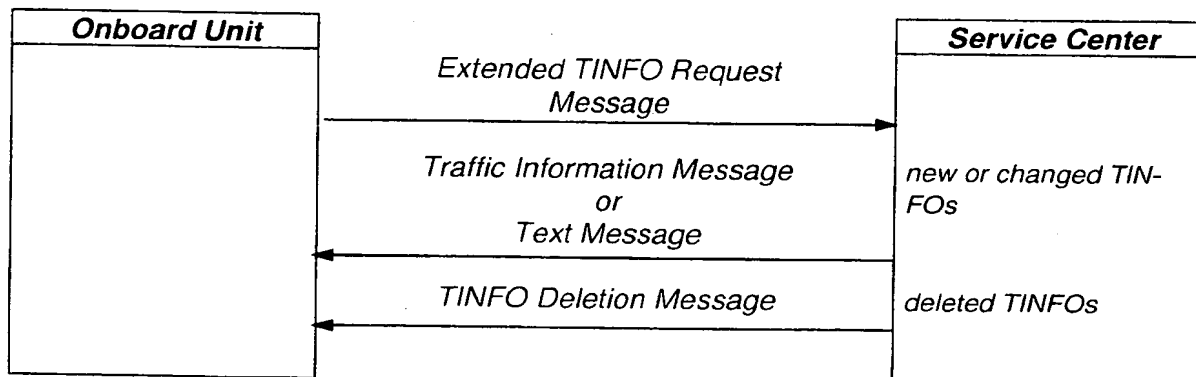 Onboard Unit
Service Center
Extended TINFO Request
Message
Traffic Information Message
or
Text Message
new or changed TIN-
FOs
TINFO Deletion Message
deleted TINFOs